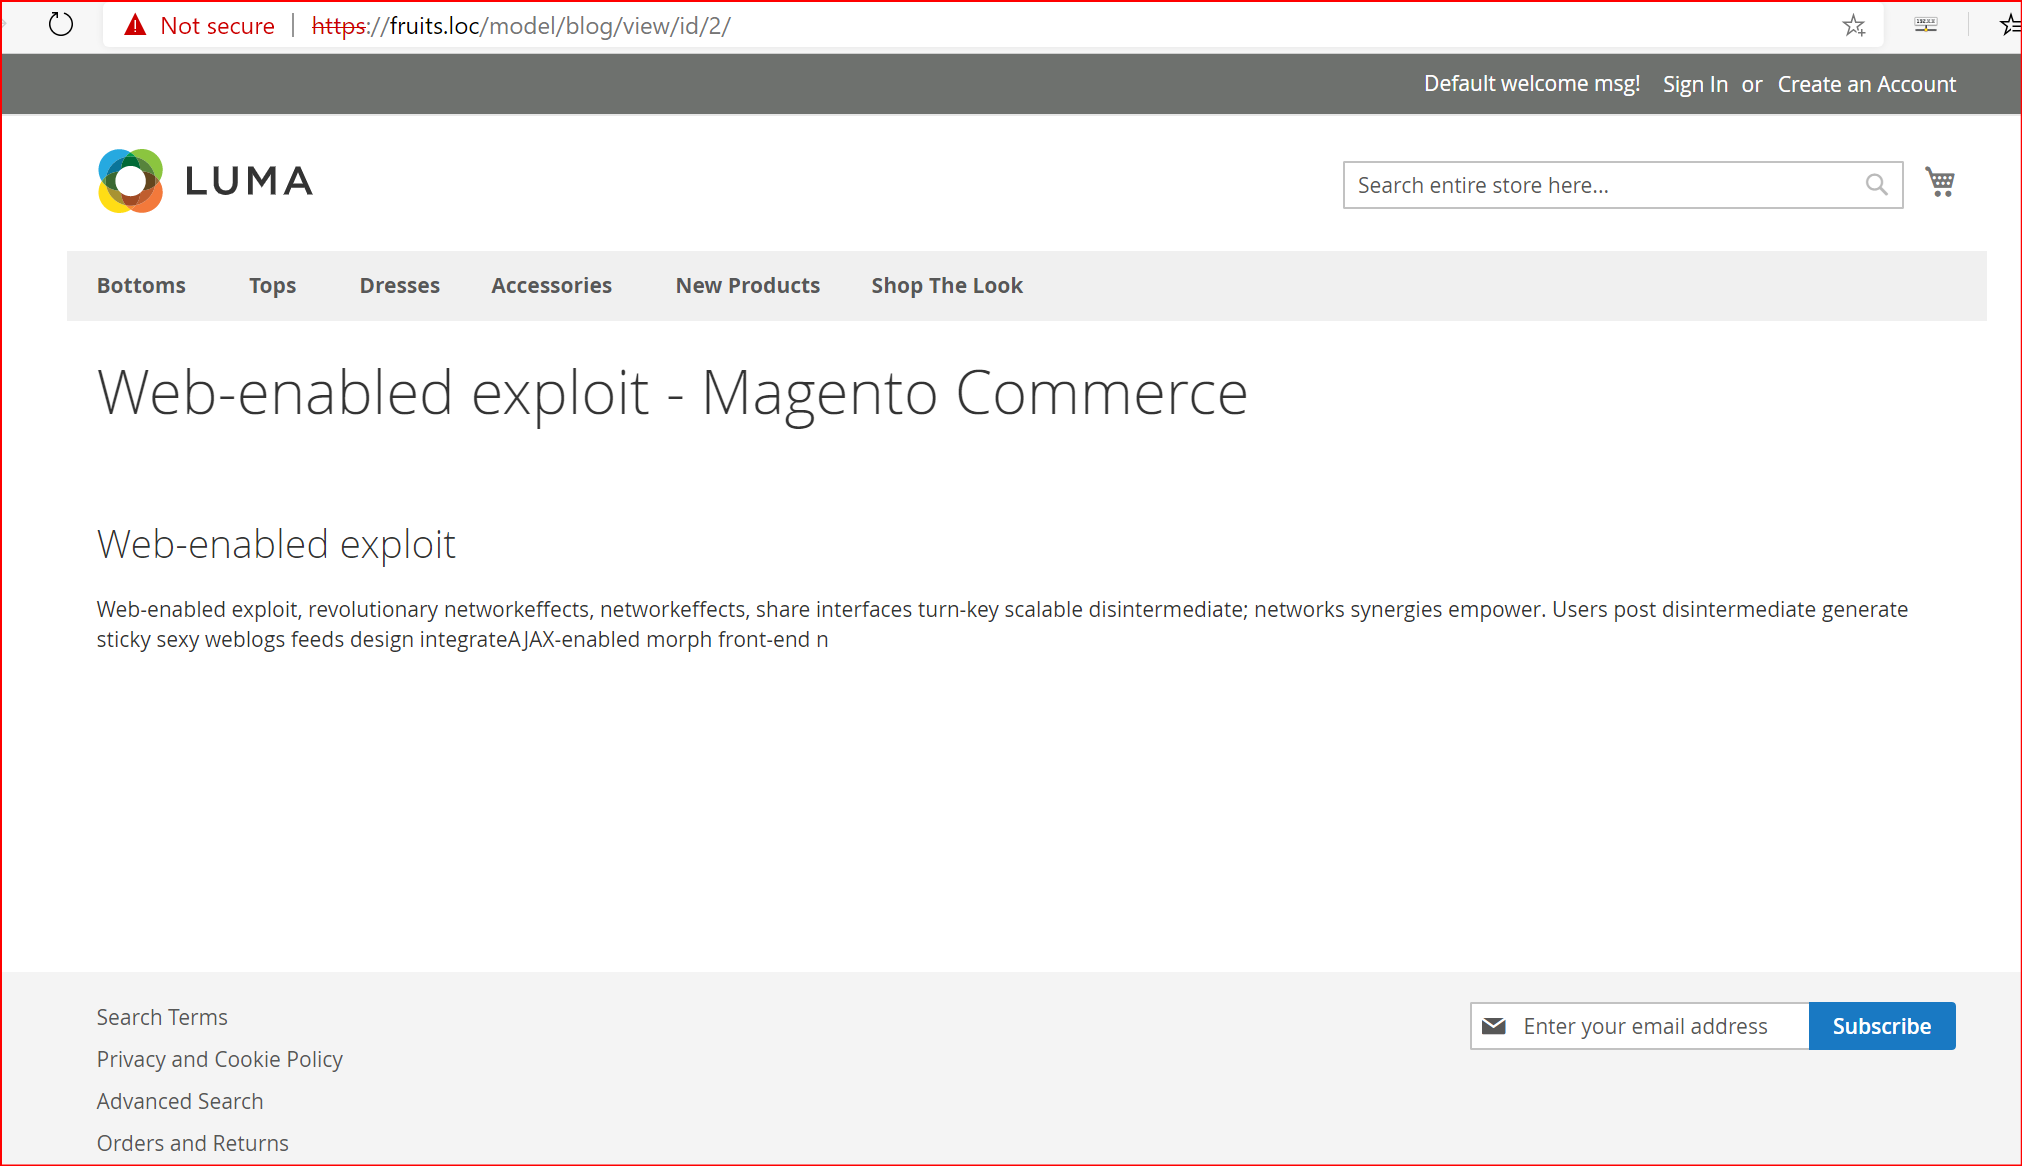 Not secure | https://fruits.loc/model/blog/view/id/2/
Default welcome msg! Sign In or Create an Account
LUMA
Search entire store here...
Bottoms Tops Dresses Accessories New Products Shop The Look
Web-enabled exploit - Magento Commerce
Web-enabled exploit
Web-enabled exploit, revolutionary networkeffects, networkeffects, share interfaces turn-key scalable disintermediate; networks synergies empower. Users post disintermediate generate
sticky sexy weblogs feeds design integrateAJAX-enabled morph front-end n
Search Terms
Enter your email address Subscribe
Privacy and Cookie Policy
Advanced Search
Orders and Returns